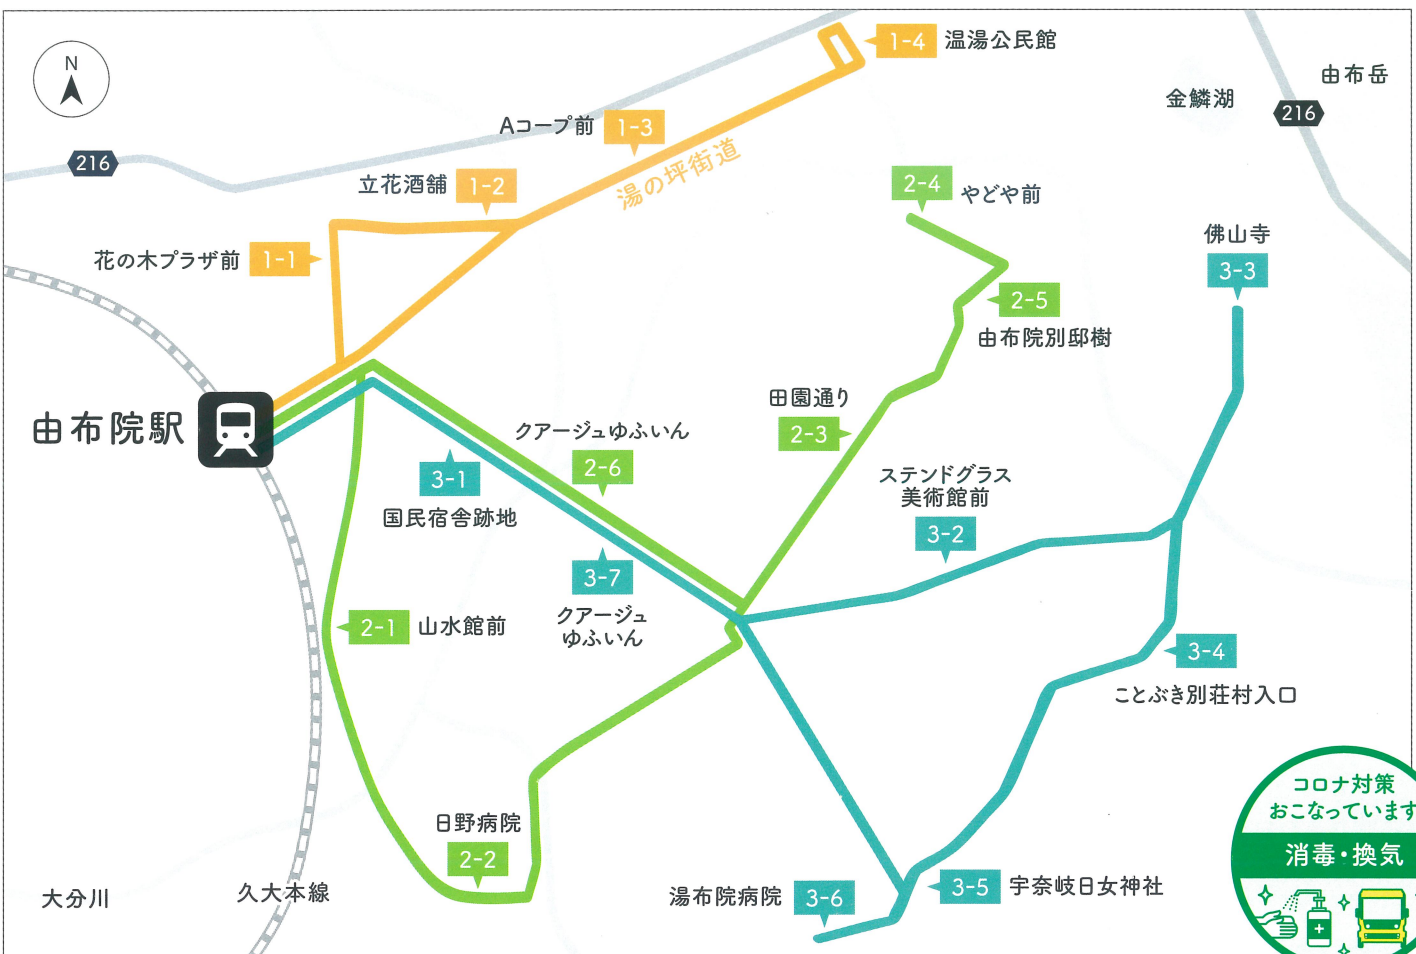 N
1-4 温湯公民館
由布岳
金鱗湖
216
Aコープ前 1-3
216
湯の坪街道
立花酒舗 1-2
2-4 やどや前
佛山寺
3-3
花の木プラザ前 1-1
2-5
由布院別邸樹
田園通り
2-3
由布院駅
クアージュゆふいん
2-6
3-1
国民宿舎跡地
ステンドグラス
美術館前
3-2
3-7
クアージュ
ゆふいん
2-1 山水館前
3-4
ことぶき別荘村入口
日野病院
2-2
大分川
久大本線
湯布院病院 3-6
3-5 宇奈岐日女神社
コロナ対策
おこなっています
消毒・換気